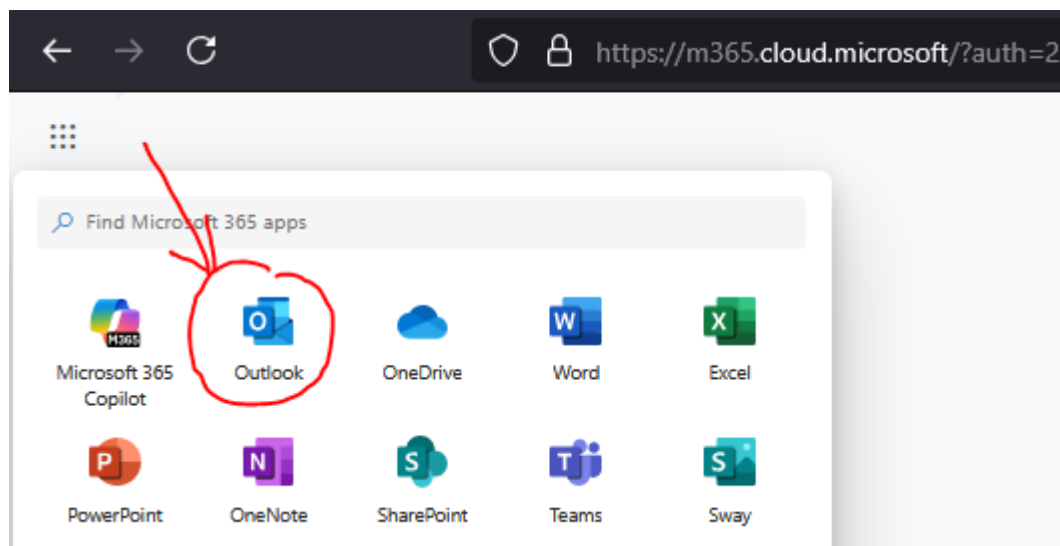 https://m365.cloud.microsoft/?auth=2
Find Microsoft 365 apps
M365
Microsoft 365 Copilot
Outlook
OneDrive
Word
Excel
PowerPoint
OneNote
SharePoint
Teams
Sway